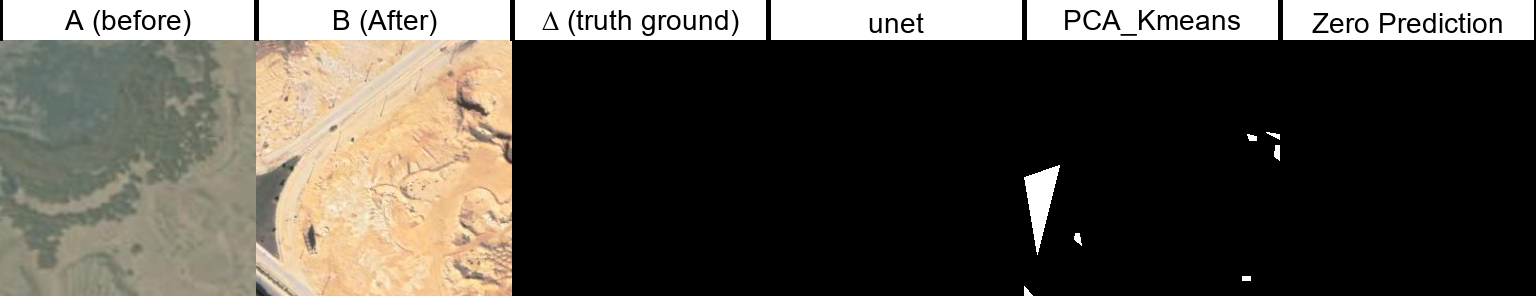 A (before)
B (After)
Δ (truth ground)
unet
PCA_Kmeans
Zero Prediction